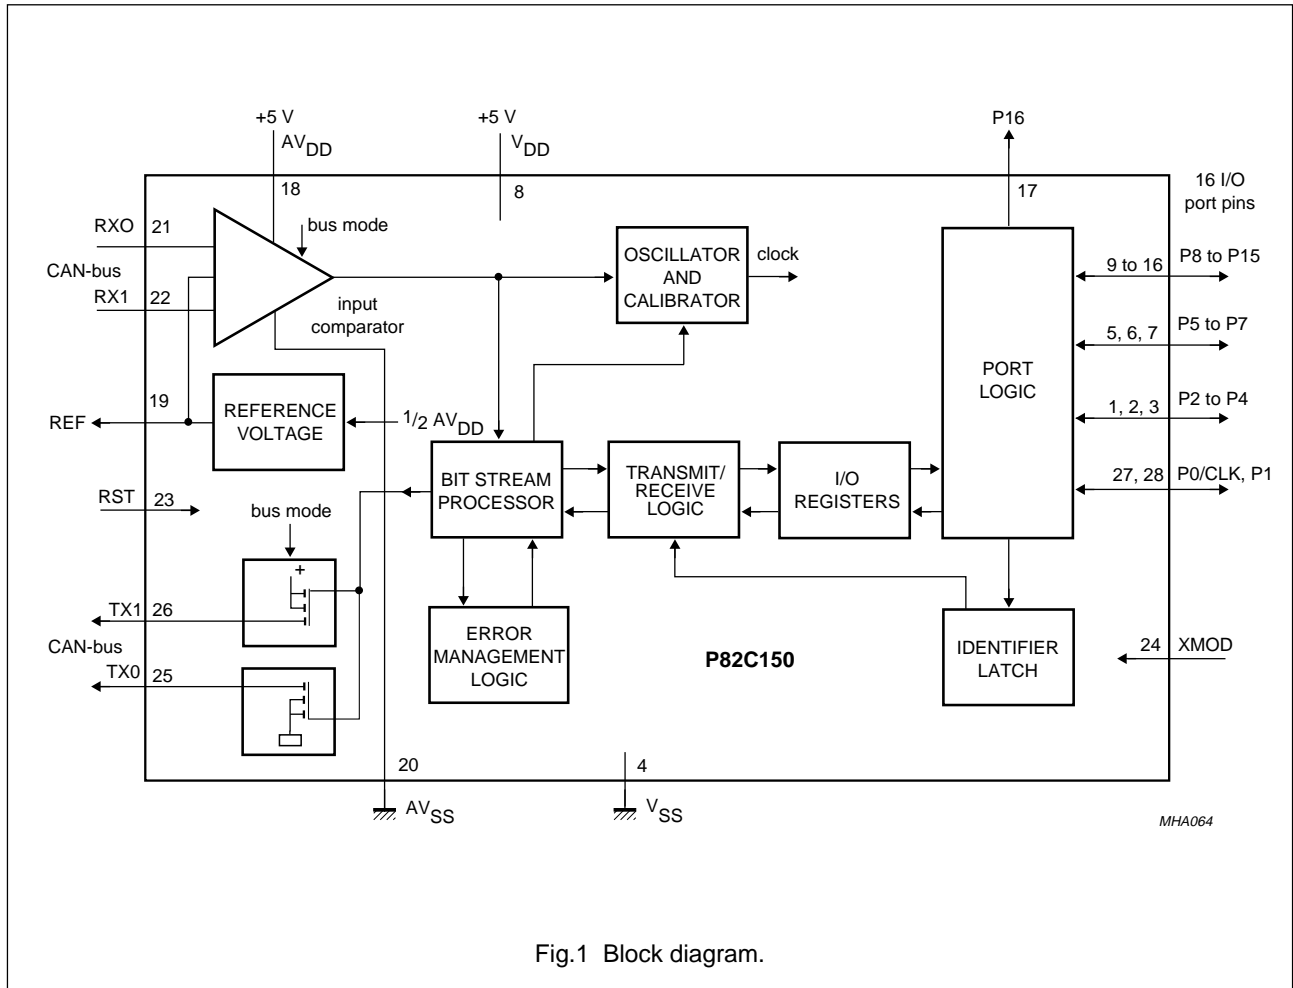 +5 V
AVDD
18
+5 V
VDD
8
P16
17
16 I/O
port pins
RXO 21
bus mode
CAN-bus
RX1 22
input
comparator
OSCILLATOR
AND
CALIBRATOR
clock
PORT
LOGIC
9 to 16 P8 to P15
5, 6, 7 P5 to P7
1, 2, 3 P2 to P4
27, 28 P0/CLK, P1
REF 19
REFERENCE
VOLTAGE
1/2 AVDD
RST 23
BIT STREAM
PROCESSOR
TRANSMIT/
RECEIVE
LOGIC
I/O
REGISTERS
bus mode
+
TX1 26
CAN-bus
TX0 25
ERROR
MANAGEMENT
LOGIC
P82C150
IDENTIFIER
LATCH
24 XMOD
20
AVSS
4
VSS
MHA064
Fig.1 Block diagram.